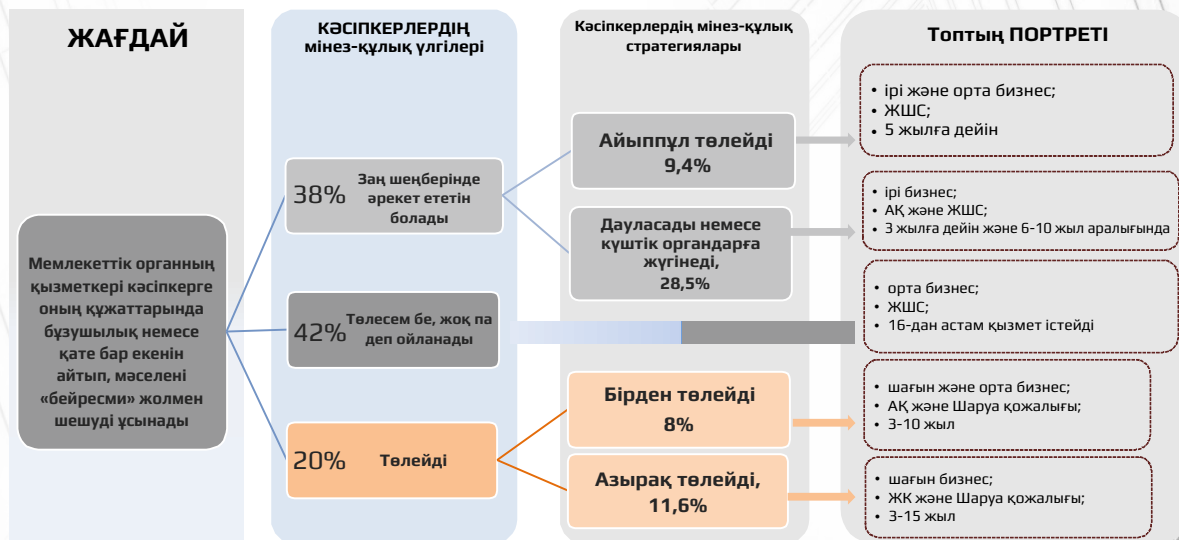 ЖАҒДАЙ
Мемлекеттік органның
қызметкері кәсіпкерге
оның құжаттарында
бұзушылық немесе
қате бар екенін
айтып, мәселені
«бейресми» жолмен
шешуді ұсынады
КӘСІПКЕРЛЕРДІҢ
мінез-құлық үлгілері
38% Заң шеңберінде
әрекет ететін
болады
42% Төлесем бе, жоқ па
деп ойланады
20% Төлейді
Кәсіпкерлердің мінез-құлық
стратегиялары
Айыппұл төлейді
9,4%
Дауласады немесе
күштік органдарға
жүгінеді,
28,5%
Бірден төлейді
8%
Азырақ төлейді,
11,6%
Топтың ПОРТРЕТІ
• ірі және орта бизнес;
• ЖШС;
• 5 жылға дейін
• ірі бизнес;
• АҚ және ЖШС;
• 3 жылға дейін және 6-10 жыл аралығында
• орта бизнес;
• ЖШС;
• 16-дан астам қызмет істейді
• шағын және орта бизнес;
• АҚ және Шаруа қожалығы;
• 3-10 жыл
• шағын бизнес;
• ЖК және Шаруа қожалығы;
• 3-15 жыл